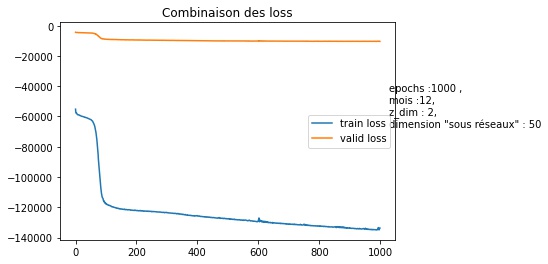 Combinaison des loss
0
−20000
−40000
−60000
−80000
−100000
−120000
−140000
0
200
400
600
800
1000
epochs :1000 ,
mois :12,
z_dim : 2,
dimension "sous réseaux" : 50
train loss
valid loss